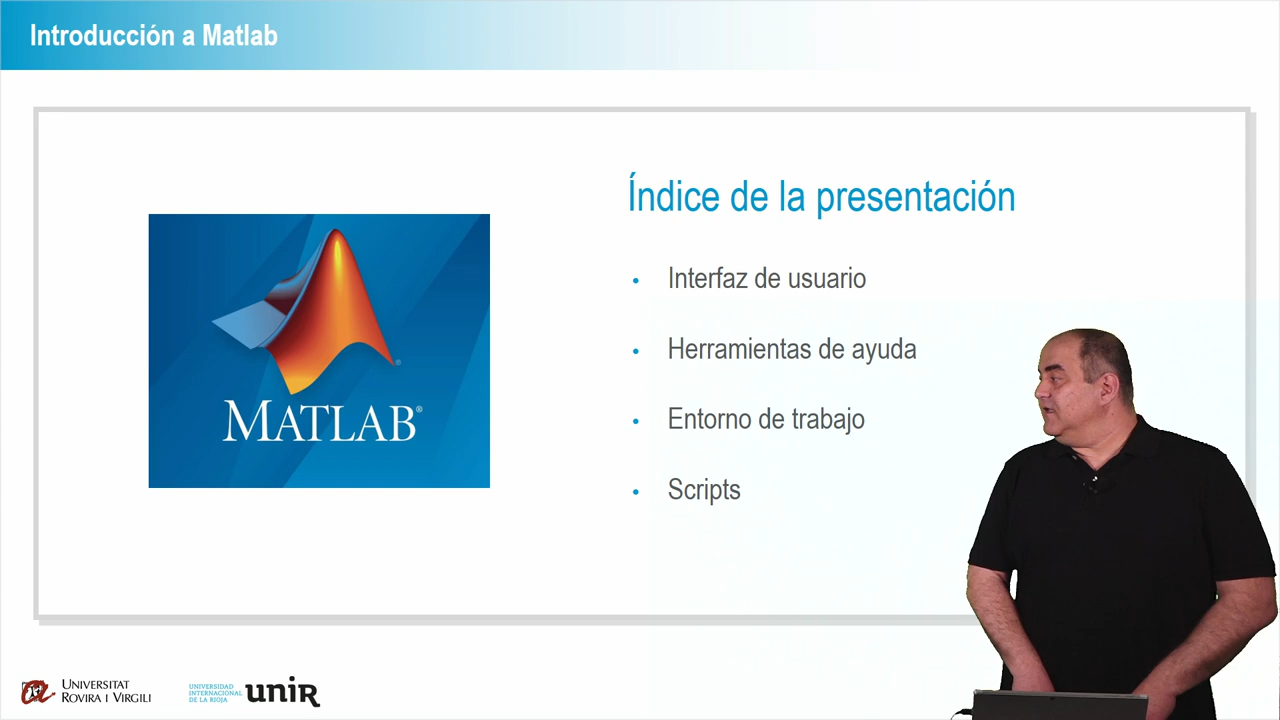 Introducción a Matlab
Índice de la presentación
• Interfaz de usuario
• Herramientas de ayuda
• Entorno de trabajo
• Scripts
MATLAB®
UNIVERSITAT
ROVIRA I VIRGILI
UNIVERSIDAD
INTERNACIONAL
DE LA RIOJA
unir